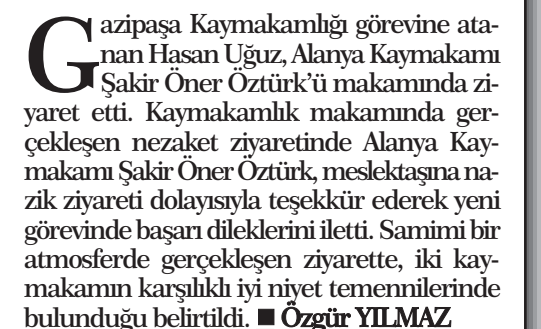 Gazipaşa Kaymakamlığı görevine ata-
nan Hasan Uğuz, Alanya Kaymakamı
Şakir Öner Öztürk'ü makamında zi-
yaret etti. Kaymakamlık makamında ger-
çekleşen nezaket ziyaretinde Alanya Kay-
makamı Şakir Öner Öztürk, meslektaşına na-
zik ziyareti dolayısıyla teşekkür ederek yeni
görevinde başarı dileklerini iletti. Samimi bir
atmosferde gerçekleşen ziyarette, iki kay-
makamın karşılıklı iyi niyet temennilerinde
bulunduğu belirtildi. ■ Özgür YILMAZ